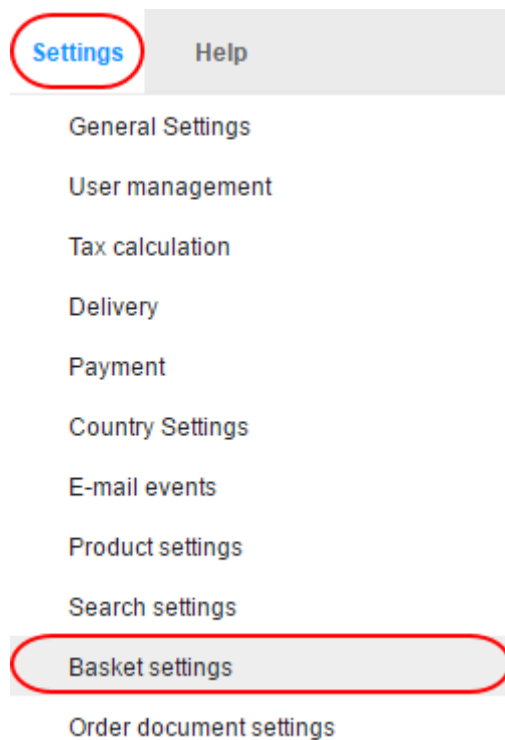 Settings Help
General Settings
User management
Tax calculation
Delivery
Payment
Country Settings
E-mail events
Product settings
Search settings
Basket settings
Order document settings